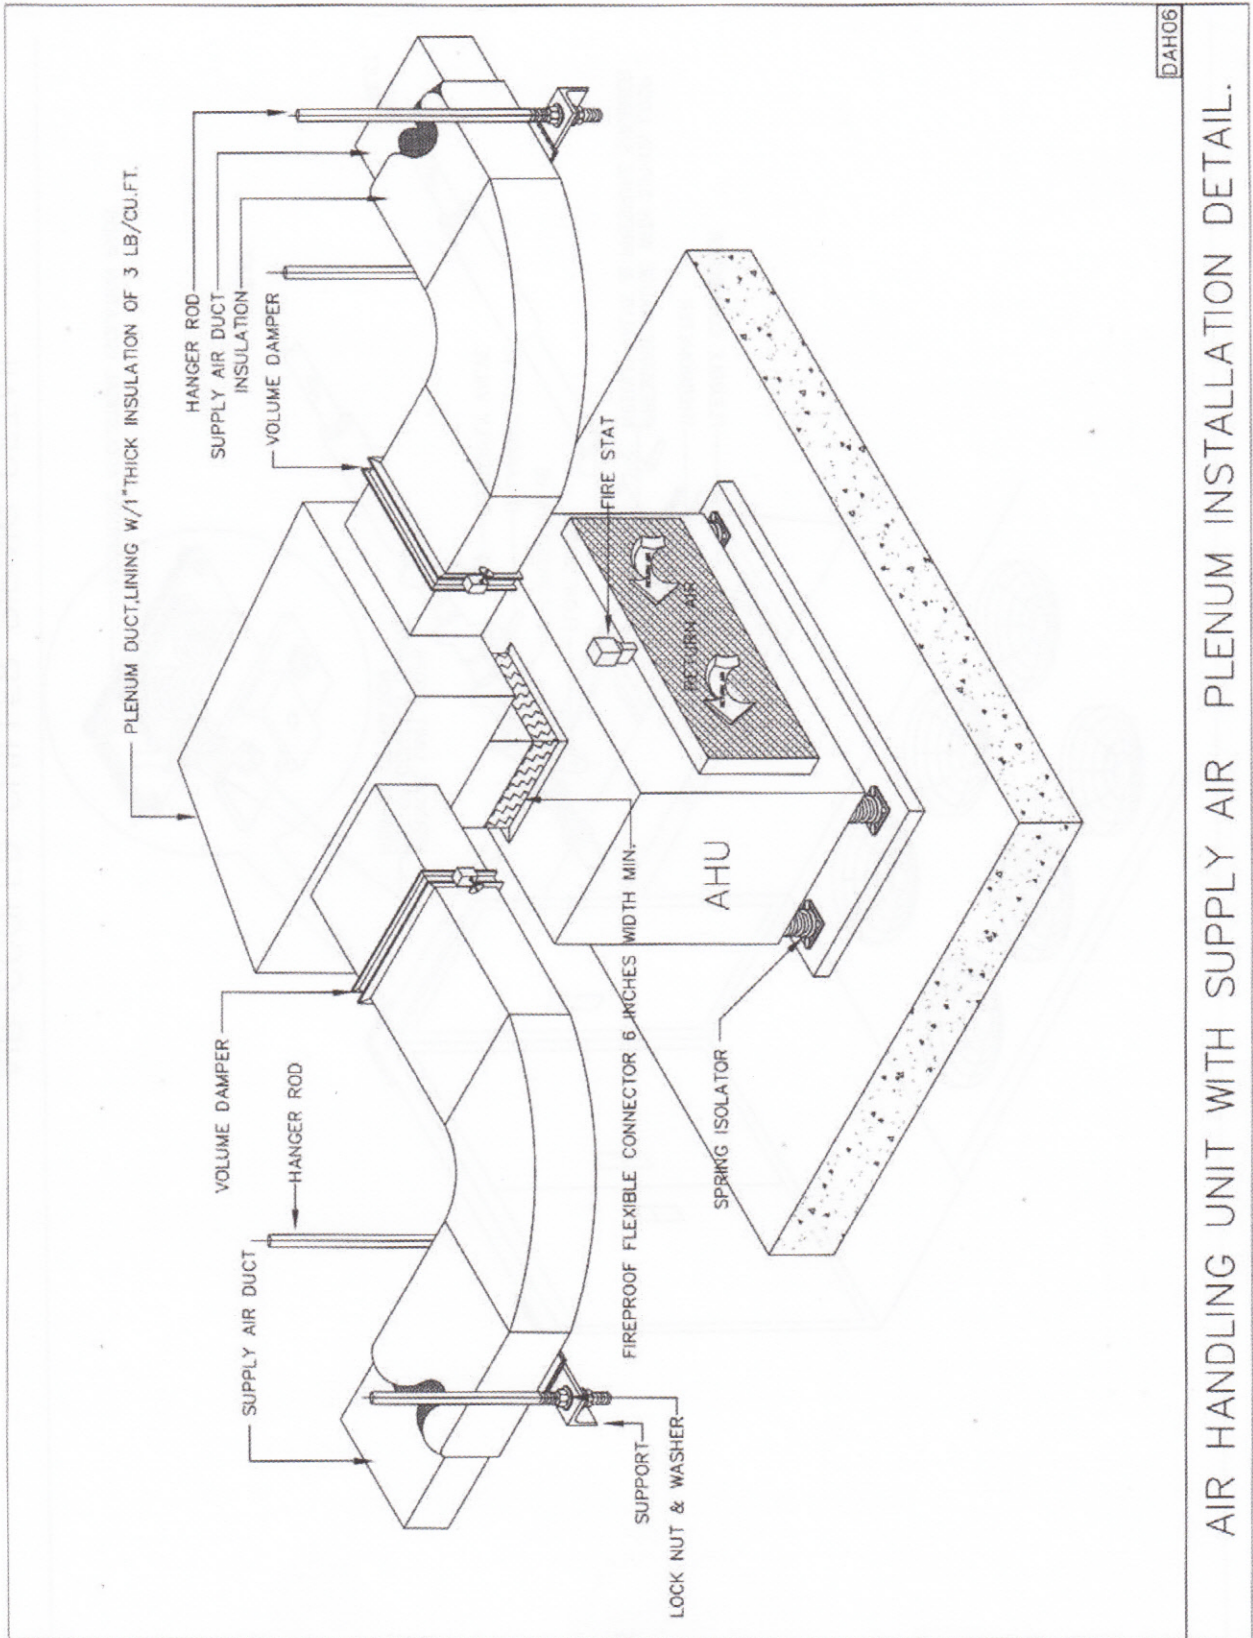 PLENUM DUCT,LINING W/1"THICK INSULATION OF 3 LB/CU.FT.
HANGER ROD
SUPPLY AIR DUCT
INSULATION
VOLUME DAMPER
VOLUME DAMPER
HANGER ROD
SUPPLY AIR DUCT
FIRE STAT
RETURN AIR
AHU
FIREPROOF FLEXIBLE CONNECTOR 6 INCHES WIDTH MIN.
SPRING ISOLATOR
SUPPORT
LOCK NUT & WASHER
DAH06
AIR HANDLING UNIT WITH SUPPLY AIR PLENUM INSTALLATION DETAIL.